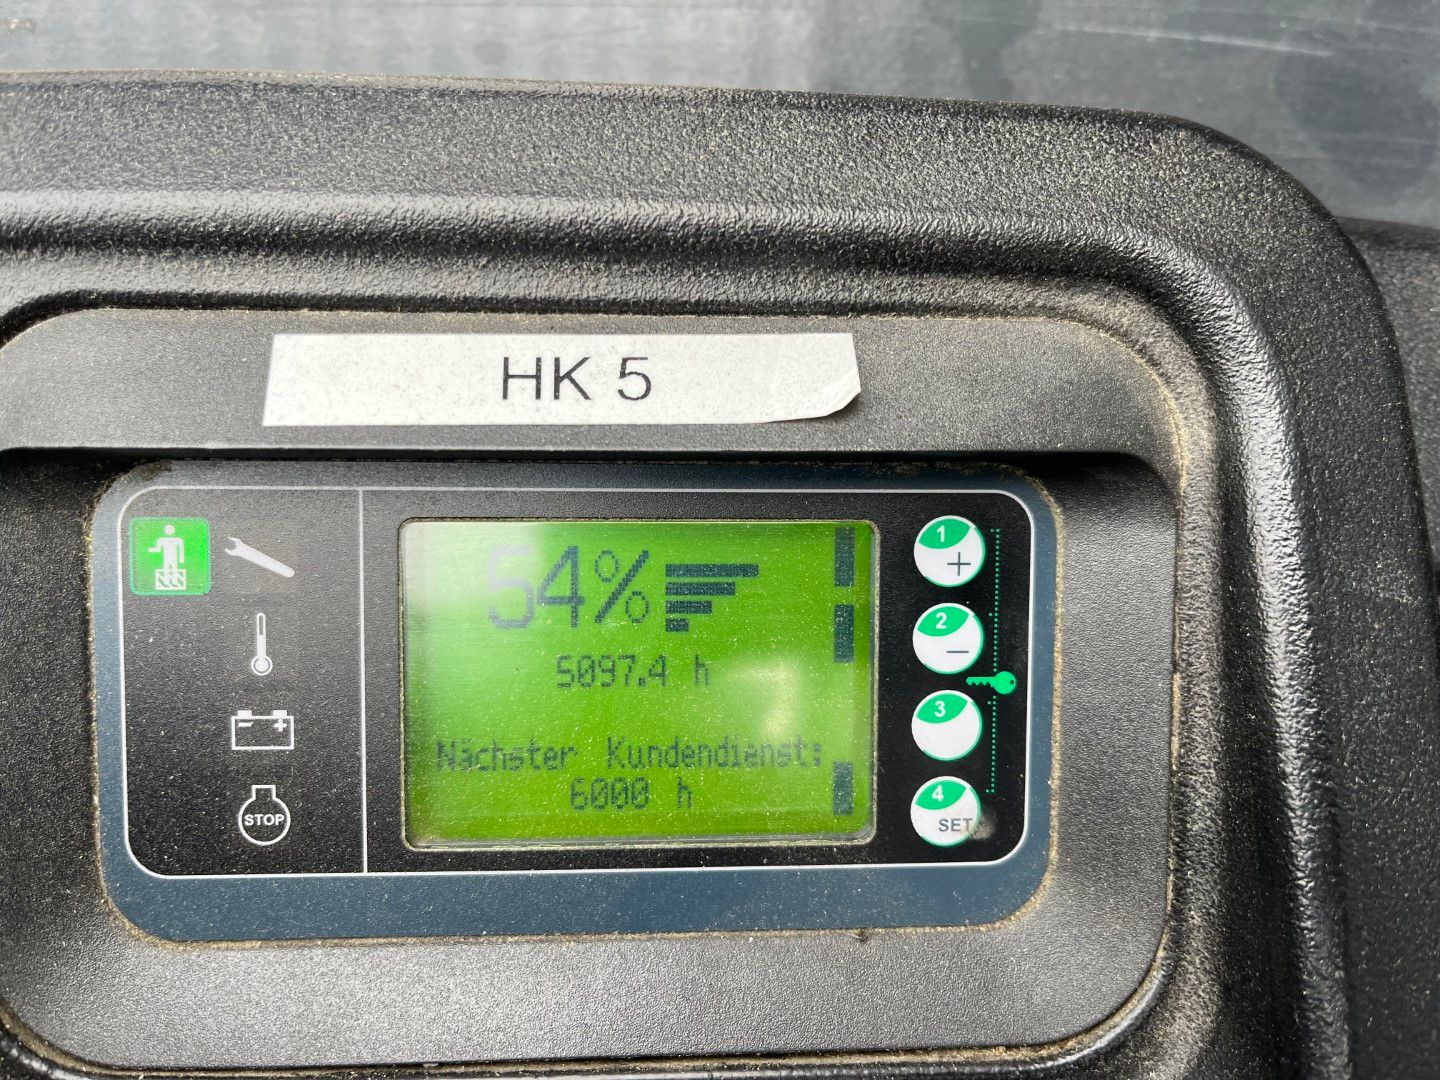 HK 5
54%
5097.4 h
Nächster Kundendienst:
6000 h
STOP
1
+
2
−
3
4
SET